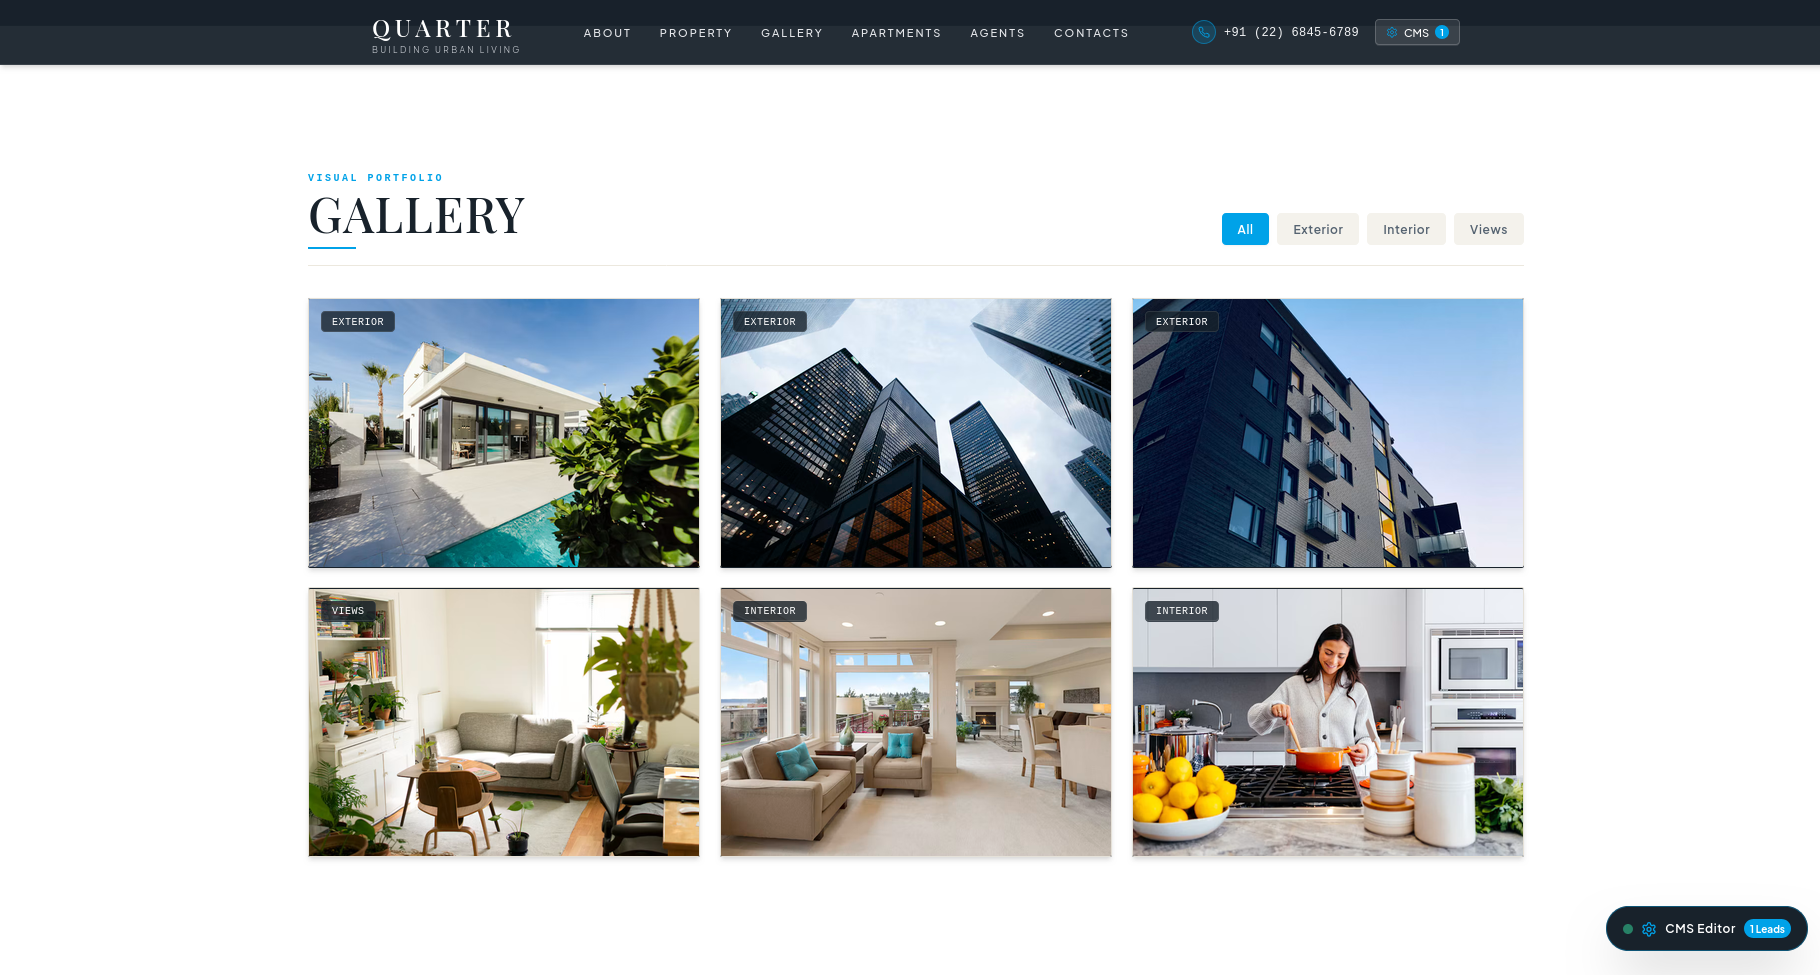 QUARTER
BUILDING URBAN LIVING
ABOUT
PROPERTY
GALLERY
APARTMENTS
AGENTS
CONTACTS
+91 (22) 6845-6789
CMS 1
VISUAL PORTFOLIO
GALLERY
All
Exterior
Interior
Views
EXTERIOR
EXTERIOR
EXTERIOR
VIEWS
INTERIOR
INTERIOR
CMS Editor 1 Leads